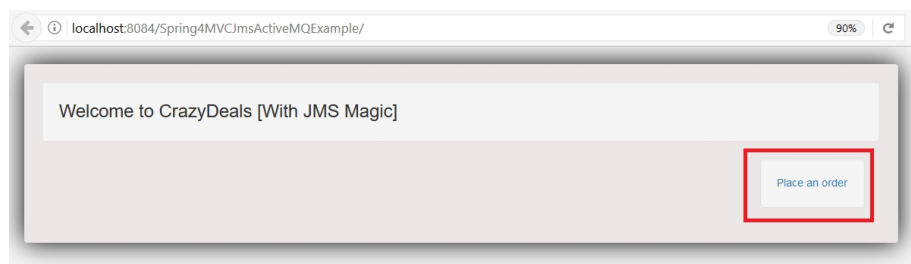 localhost:8084/Spring4MVCJmsActiveMQExample/ 90%
Welcome to CrazyDeals [With JMS Magic]
Place an order